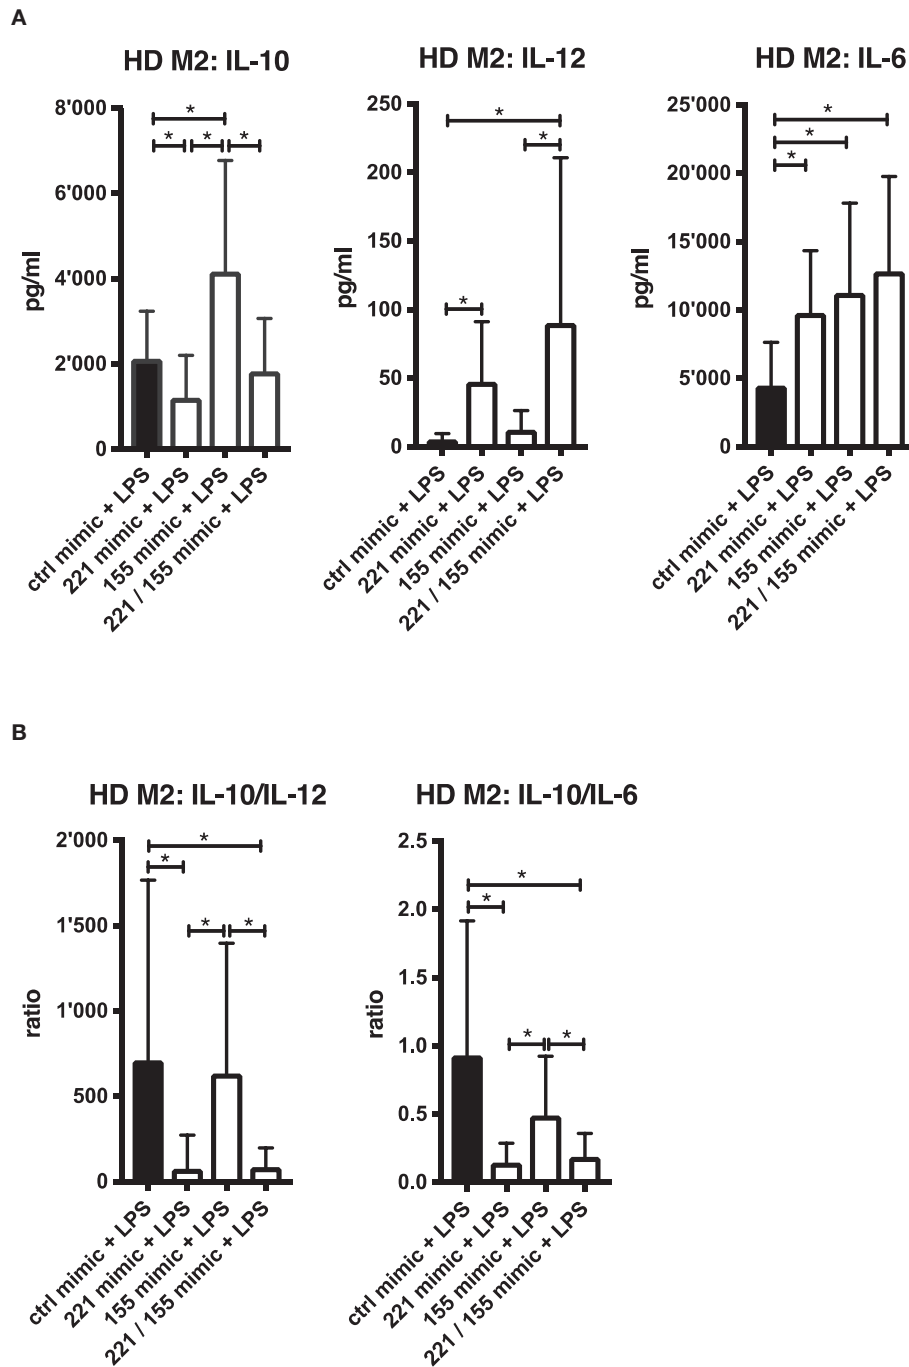 A
HD M2: IL-10
8'000
6'000
4'000
2'000
0
pg/ml
* * * *
ctrl mimic + LPS
221 mimic + LPS
155 mimic + LPS
221 / 155 mimic + LPS
HD M2: IL-12
250
200
150
100
50
0
pg/ml
* * *
ctrl mimic + LPS
221 mimic + LPS
155 mimic + LPS
221 / 155 mimic + LPS
HD M2: IL-6
25'000
20'000
15'000
10'000
5'000
0
pg/ml
* * *
ctrl mimic + LPS
221 mimic + LPS
155 mimic + LPS
221 / 155 mimic + LPS
B
HD M2: IL-10/IL-12
2'000
1'500
1'000
500
0
ratio
* * * *
ctrl mimic + LPS
221 mimic + LPS
155 mimic + LPS
221 / 155 mimic + LPS
HD M2: IL-10/IL-6
2.5
2.0
1.5
1.0
0.5
0.0
ratio
* * * *
ctrl mimic + LPS
221 mimic + LPS
155 mimic + LPS
221 / 155 mimic + LPS